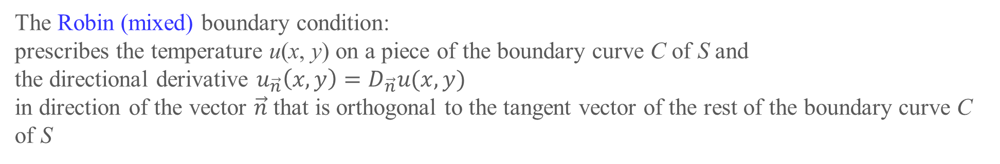 The Robin (mixed) boundary condition:
prescribes the temperature u(x, y) on a piece of the boundary curve C of S and
the directional derivative u_{\vec{n}}(x, y) = D_{\vec{n}}u(x, y)
in direction of the vector \vec{n} that is orthogonal to the tangent vector of the rest of the boundary curve C
of S